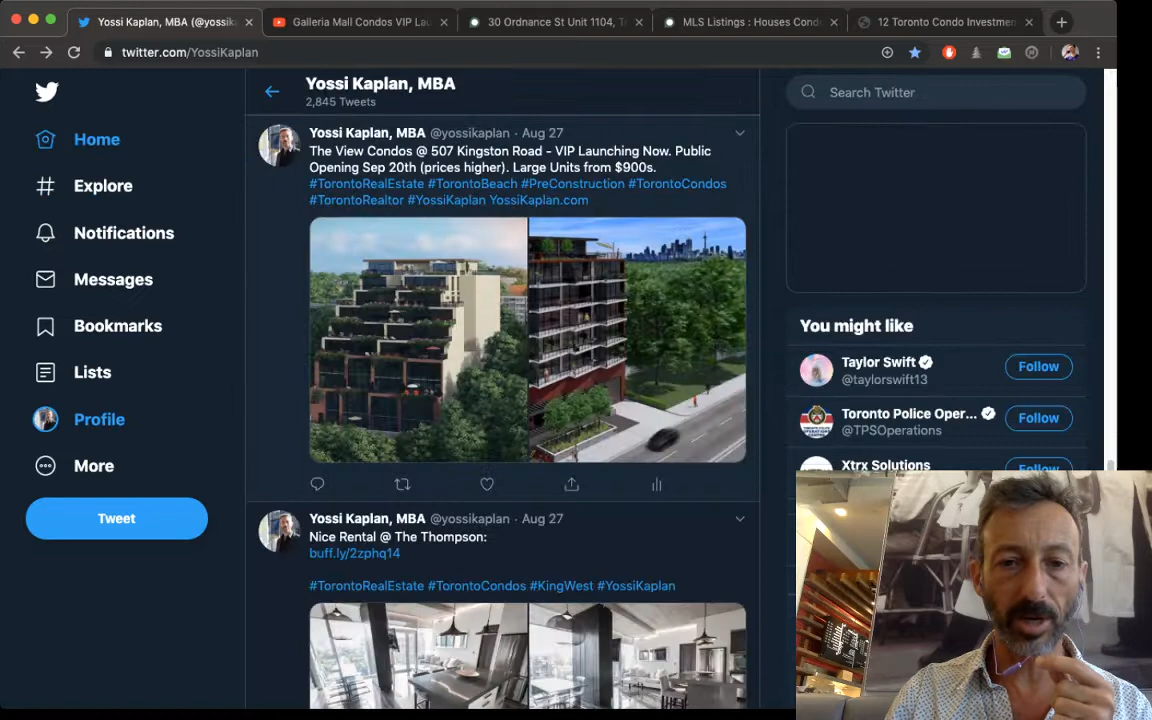 Yossi Kaplan, MBA (@yossik
Galleria Mall Condos VIP Lau
30 Ordnance St Unit 1104, T
MLS Listings : Houses Cond
12 Toronto Condo Investmen
twitter.com/YossiKaplan
Home
Explore
Notifications
Messages
Bookmarks
Lists
Profile
More
Tweet
Yossi Kaplan, MBA
2,845 Tweets
Yossi Kaplan, MBA @yossikaplan · Aug 27
The View Condos @ 507 Kingston Road - VIP Launching Now. Public
Opening Sep 20th (prices higher). Large Units from $900s.
#TorontoRealEstate #TorontoBeach #PreConstruction #TorontoCondos
#TorontoRealtor #YossiKaplan YossiKaplan.com
Yossi Kaplan, MBA @yossikaplan · Aug 27
Nice Rental @ The Thompson:
buff.ly/2zphq14
#TorontoRealEstate #TorontoCondos #KingWest #YossiKaplan
Search Twitter
You might like
Taylor Swift
@taylorswift13
Follow
Toronto Police Oper...
@TPSOperations
Follow
Xtrx Solutions
Follow